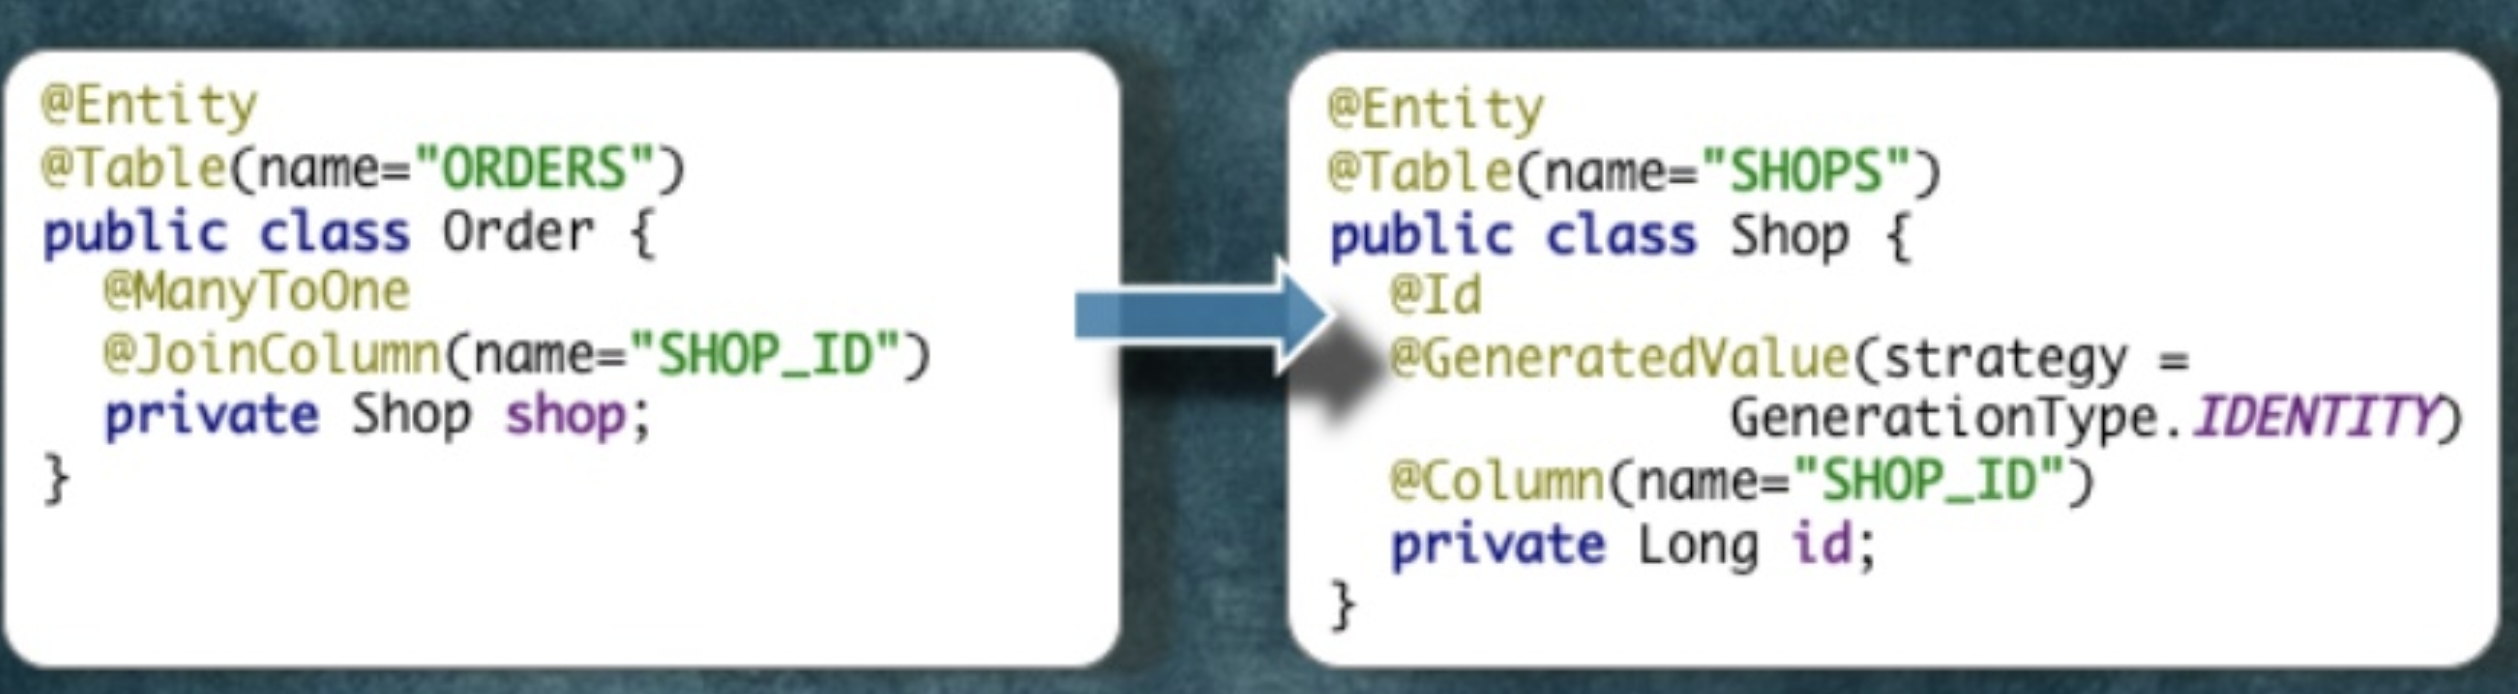 @Entity
@Table(name="ORDERS")
public class Order {
  @ManyToOne
  @JoinColumn(name="SHOP_ID")
  private Shop shop;
}
@Entity
@Table(name="SHOPS")
public class Shop {
  @Id
  @GeneratedValue(strategy =
           GenerationType.IDENTITY)
  @Column(name="SHOP_ID")
  private Long id;
}